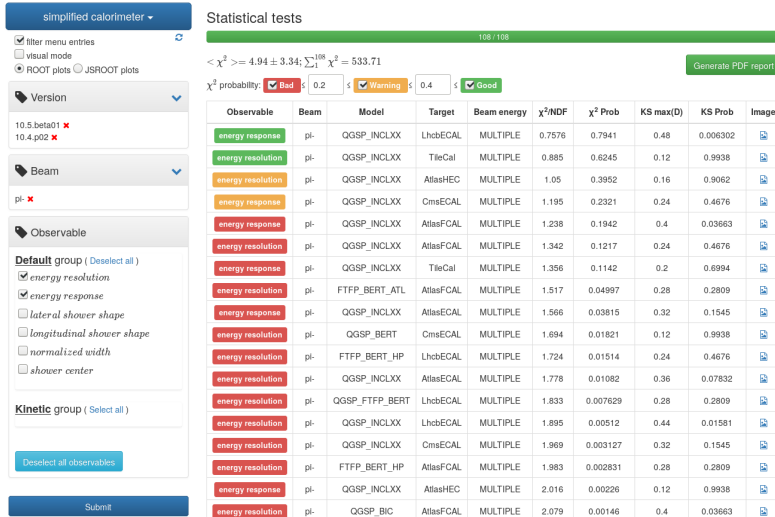 simplified calorimeter
filter menu entries
visual mode
ROOT plots JSROOT plots
Version
10.5.beta01 ✖
10.4.p02 ✖
Beam
pi- ✖
Observable
Default group ( Deselect all )
energy resolution
energy response
lateral shower shape
longitudinal shower shape
normalized width
shower center
Kinetic group ( Select all )
Deselect all observables
Submit
Statistical tests
108 / 108
< χ² >= 4.94 ± 3.34; ∑₁¹⁰⁸ χ² = 533.71
Generate PDF report
χ² probability: Bad ≤ 0.2 ≤ Warning ≤ 0.4 ≤ Good
Observable Beam Model Target Beam energy χ²/NDF χ² Prob KS max(D) KS Prob Image
energy response pi- QGSP_INCLXX LhcbECAL MULTIPLE 0.7576 0.7941 0.48 0.006302
energy resolution pi- QGSP_INCLXX TileCal MULTIPLE 0.885 0.6245 0.12 0.9938
energy resolution pi- QGSP_INCLXX AtlasHEC MULTIPLE 1.05 0.3952 0.16 0.9062
energy response pi- QGSP_INCLXX CmsECAL MULTIPLE 1.195 0.2321 0.24 0.4676
energy response pi- QGSP_INCLXX AtlasFCAL MULTIPLE 1.238 0.1942 0.4 0.03663
energy resolution pi- QGSP_INCLXX AtlasFCAL MULTIPLE 1.342 0.1217 0.24 0.4676
energy response pi- QGSP_INCLXX TileCal MULTIPLE 1.356 0.1142 0.2 0.6994
energy resolution pi- FTFP_BERT_ATL AtlasFCAL MULTIPLE 1.517 0.04997 0.28 0.2809
energy response pi- QGSP_INCLXX AtlasECAL MULTIPLE 1.566 0.03815 0.32 0.1545
energy resolution pi- QGSP_BERT CmsECAL MULTIPLE 1.694 0.01821 0.12 0.9938
energy resolution pi- FTFP_BERT_HP LhcbECAL MULTIPLE 1.724 0.01514 0.24 0.4676
energy resolution pi- QGSP_INCLXX AtlasECAL MULTIPLE 1.778 0.01082 0.36 0.07832
energy resolution pi- QGSP_FTFP_BERT LhcbECAL MULTIPLE 1.833 0.007629 0.28 0.2809
energy resolution pi- QGSP_INCLXX LhcbECAL MULTIPLE 1.895 0.00512 0.44 0.01581
energy resolution pi- QGSP_INCLXX CmsECAL MULTIPLE 1.969 0.003127 0.32 0.1545
energy resolution pi- FTFP_BERT_HP AtlasFCAL MULTIPLE 1.983 0.002831 0.28 0.2809
energy response pi- QGSP_INCLXX AtlasHEC MULTIPLE 2.016 0.00226 0.12 0.9938
energy resolution pi- QGSP_BIC AtlasFCAL MULTIPLE 2.079 0.00146 0.4 0.03663